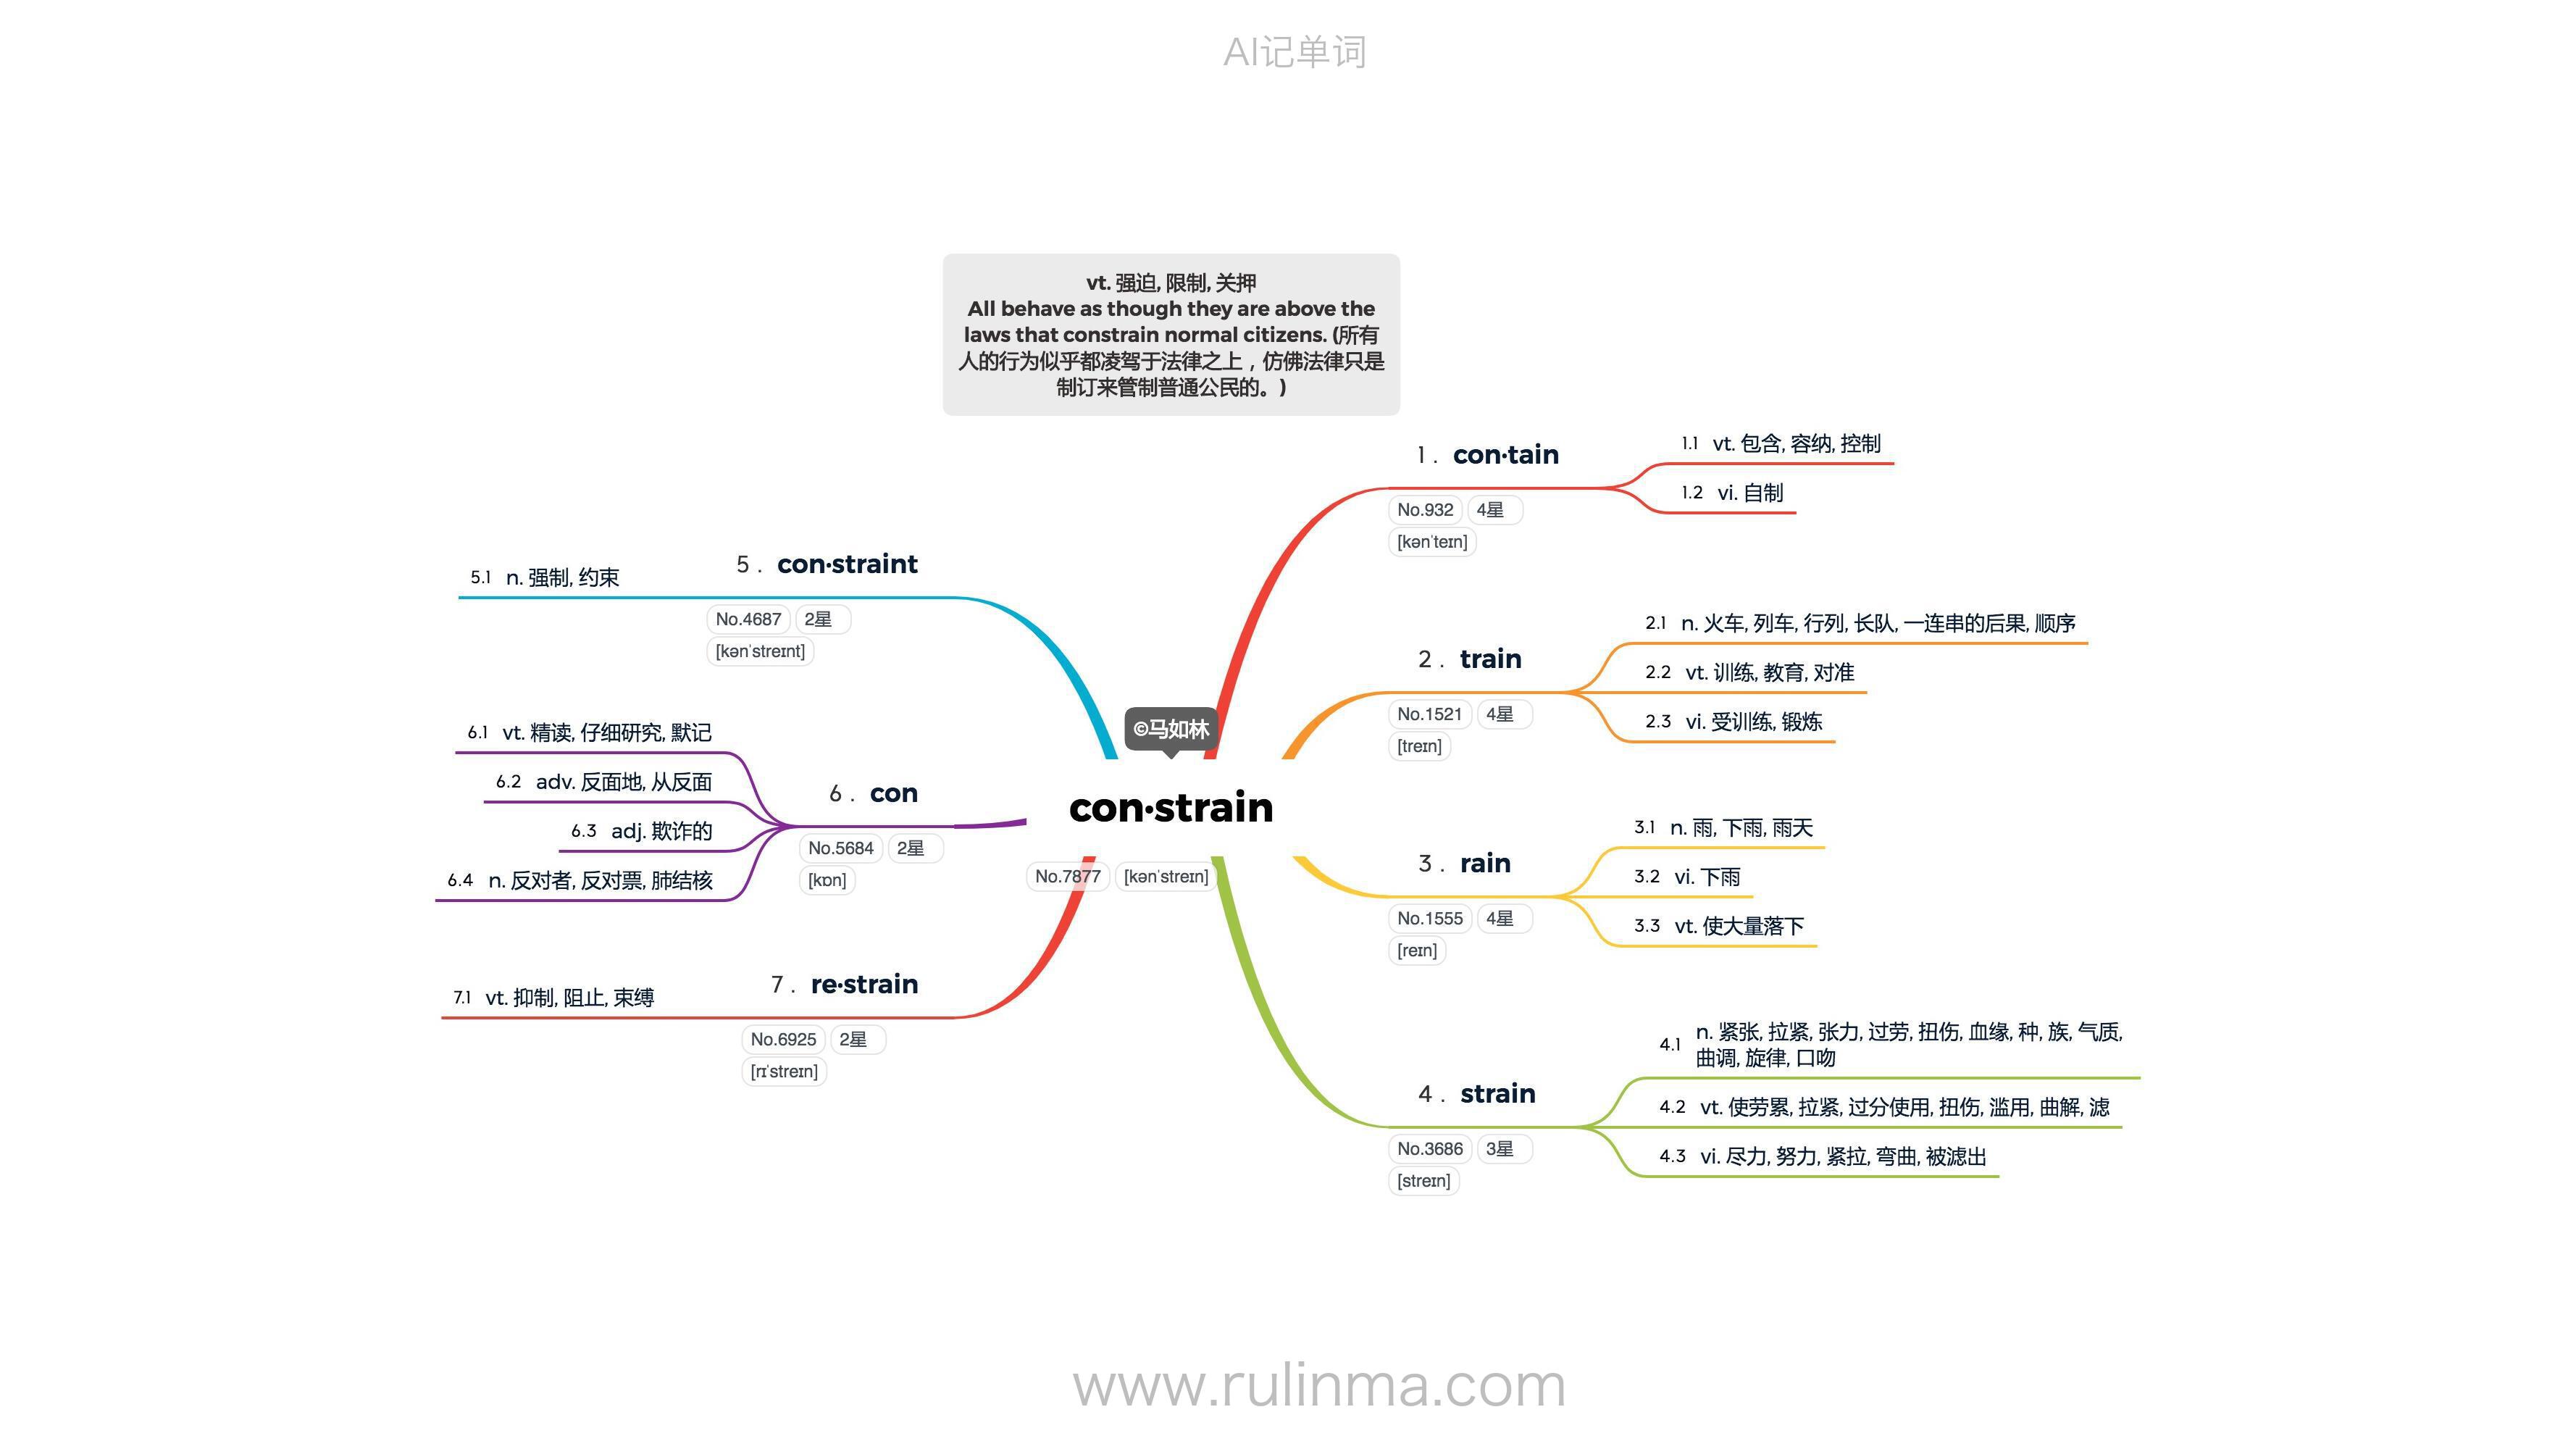 AI记单词
vt. 强迫, 限制, 关押
All behave as though they are above the
laws that constrain normal citizens. (所有
人的行为似乎都凌驾于法律之上，仿佛法律只是
制订来管制普通公民的。)
©马如林
con·strain
No.7877 [kən'streɪn]
1 . con·tain
No.932 4星
[kən'teɪn]
1.1 vt. 包含, 容纳, 控制
1.2 vi. 自制
2 . train
No.1521 4星
[treɪn]
2.1 n. 火车, 列车, 行列, 长队, 一连串的后果, 顺序
2.2 vt. 训练, 教育, 对准
2.3 vi. 受训练, 锻炼
3 . rain
No.1555 4星
[reɪn]
3.1 n. 雨, 下雨, 雨天
3.2 vi. 下雨
3.3 vt. 使大量落下
4 . strain
No.3686 3星
[streɪn]
4.1 n. 紧张, 拉紧, 张力, 过劳, 扭伤, 血缘, 种, 族, 气质,
曲调, 旋律, 口吻
4.2 vt. 使劳累, 拉紧, 过分使用, 扭伤, 滥用, 曲解, 滤
4.3 vi. 尽力, 努力, 紧拉, 弯曲, 被滤出
5 . con·straint
No.4687 2星
[kən'streɪnt]
5.1 n. 强制, 约束
6 . con
No.5684 2星
[kɒn]
6.1 vt. 精读, 仔细研究, 默记
6.2 adv. 反面地, 从反面
6.3 adj. 欺诈的
6.4 n. 反对者, 反对票, 肺结核
7 . re·strain
No.6925 2星
[rɪ'streɪn]
7.1 vt. 抑制, 阻止, 束缚
www.rulinma.com